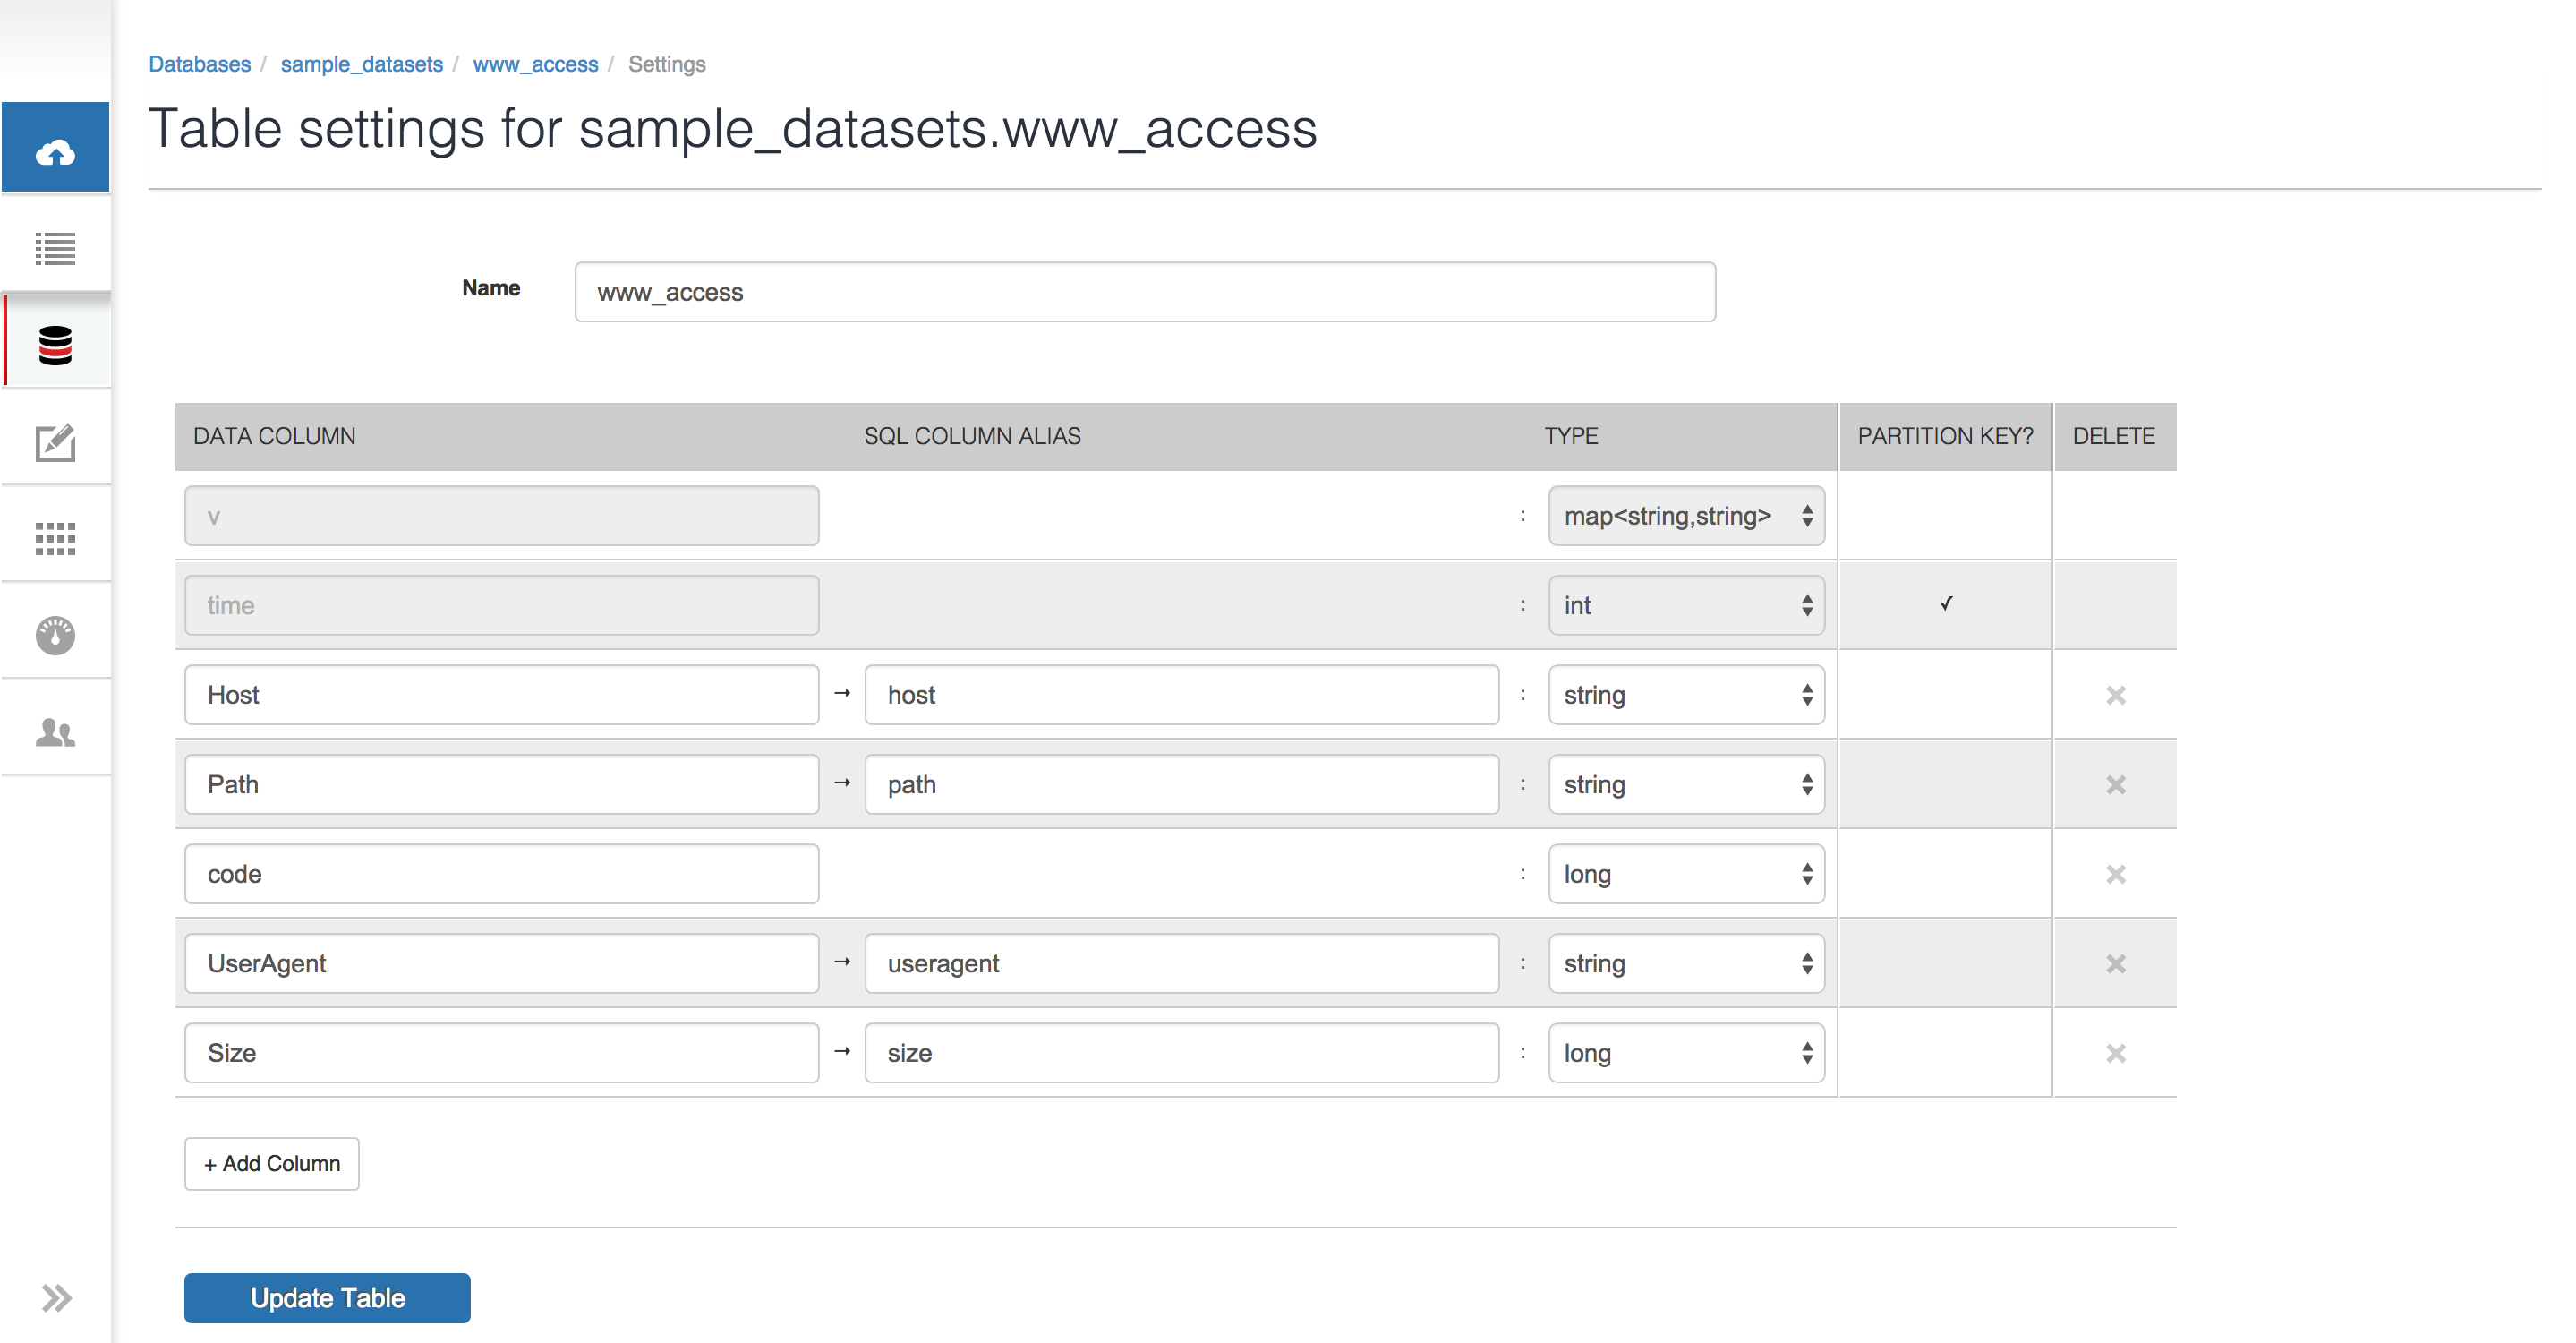 Databases / sample_datasets / www_access / Settings
Table settings for sample_datasets.www_access
Name www_access
DATA COLUMN SQL COLUMN ALIAS TYPE PARTITION KEY? DELETE
v : map<string,string>
time : int ✓
Host → host : string ×
Path → path : string ×
code : long ×
UserAgent → useragent : string ×
Size → size : long ×
+ Add Column
Update Table